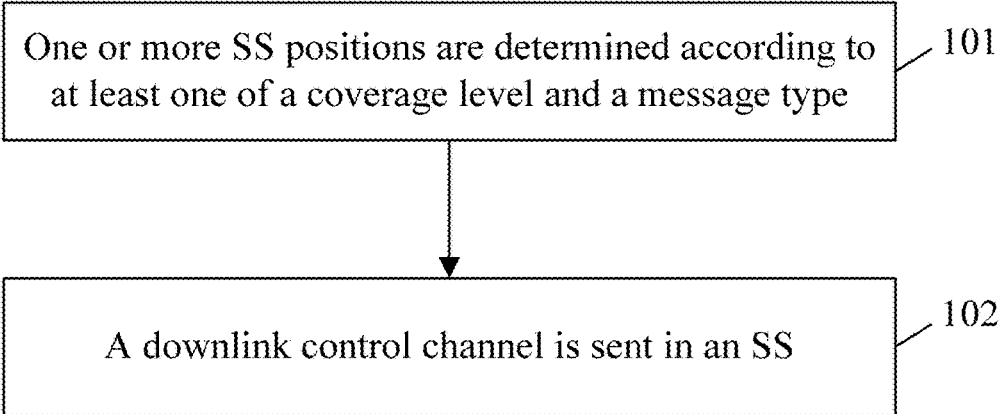 One or more SS positions are determined according to
at least one of a coverage level and a message type
101
A downlink control channel is sent in an SS
102